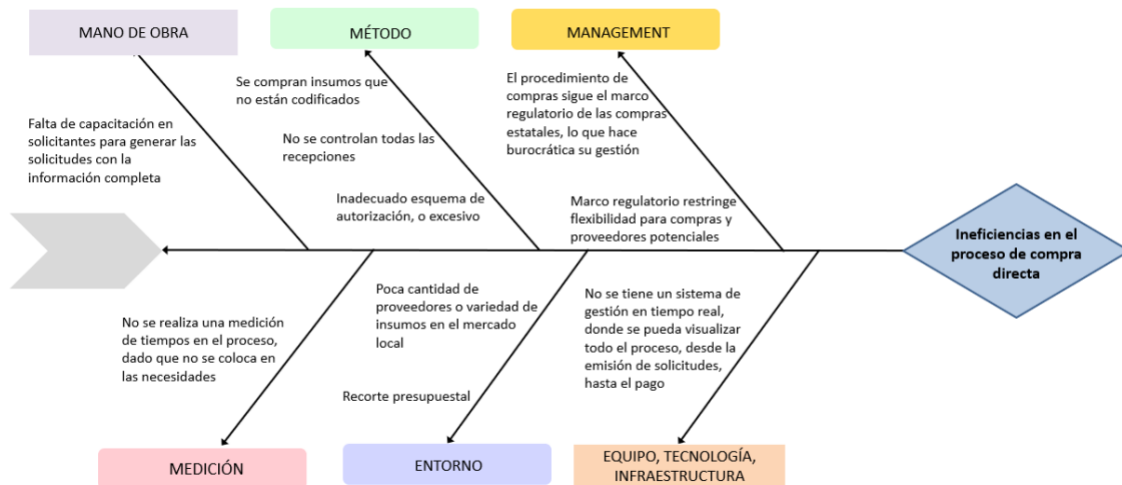 MANO DE OBRA
MÉTODO
MANAGEMENT
Falta de capacitación en
solicitantes para generar las
solicitudes con la
información completa
Se compran insumos que
no están codificados
No se controlan todas las
recepciones
Inadecuado esquema de
autorización, o excesivo
El procedimiento de
compras sigue el marco
regulatorio de las compras
estatales, lo que hace
burocrática su gestión
Marco regulatorio restringe
flexibilidad para compras y
proveedores potenciales
Ineficiencias en el
proceso de compra
directa
No se realiza una medición
de tiempos en el proceso,
dado que no se coloca en
las necesidades
Poca cantidad de
proveedores o variedad de
insumos en el mercado
local
Recorte presupuestal
No se tiene un sistema de
gestión en tiempo real,
donde se pueda visualizar
todo el proceso, desde la
emisión de solicitudes,
hasta el pago
MEDICIÓN
ENTORNO
EQUIPO, TECNOLOGÍA,
INFRAESTRUCTURA